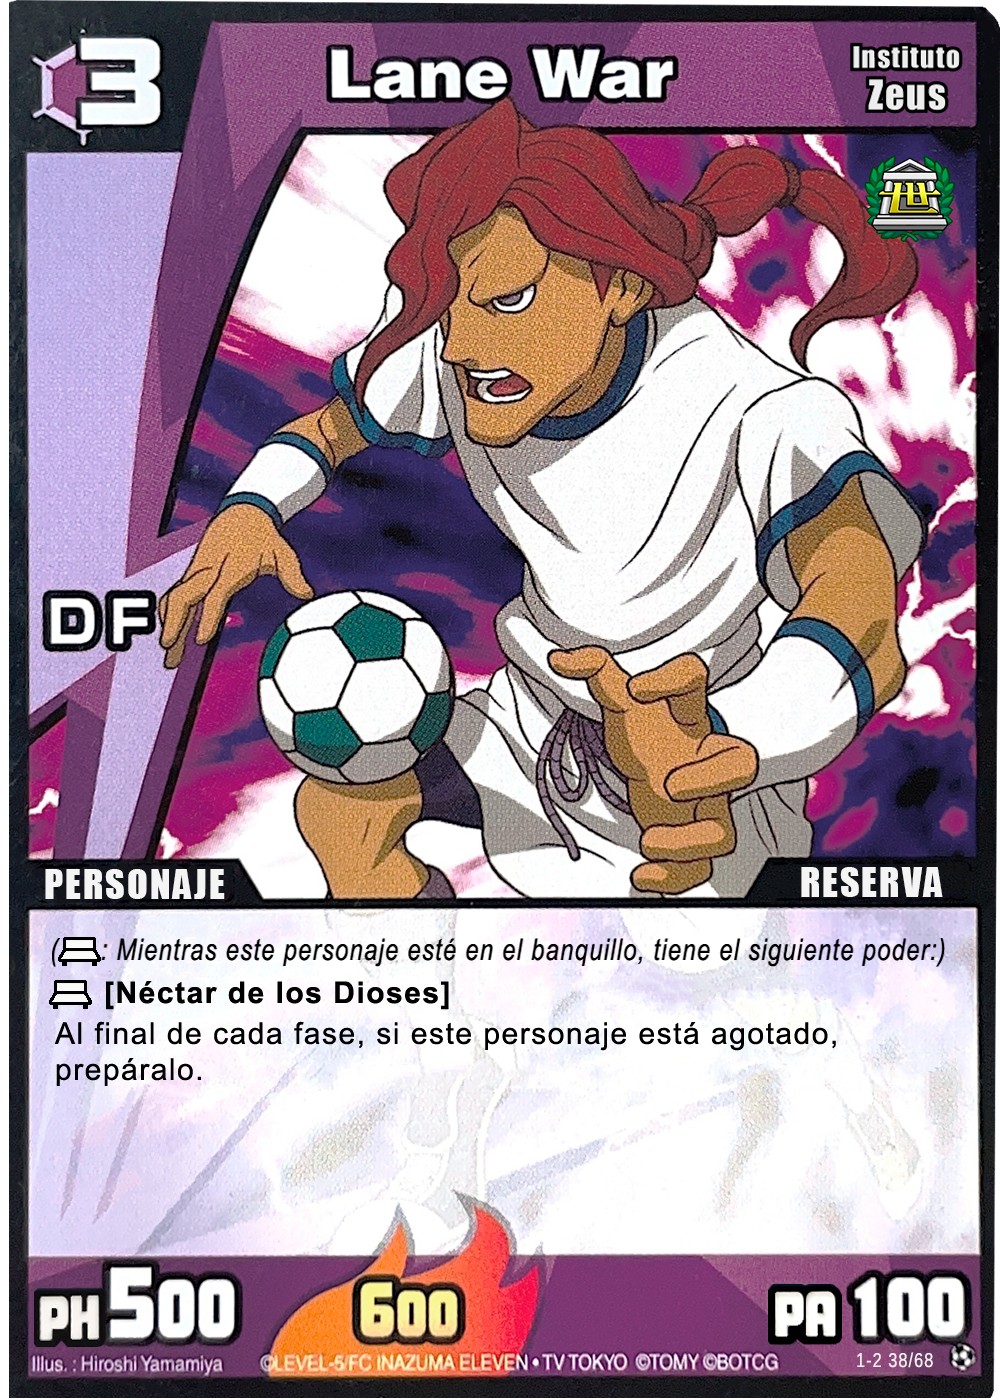 3
Lane War
Instituto
Zeus
DF
PERSONAJE
RESERVA
(: Mientras este personaje esté en el banquillo, tiene el siguiente poder:)
[Néctar de los Dioses]
Al final de cada fase, si este personaje está agotado,
prepáralo.
PH 500
600
PA 100
Illus. : Hiroshi Yamamiya
©LEVEL-5/FC INAZUMA ELEVEN • TV TOKYO ©TOMY ©BOTCG
1-2 38/68